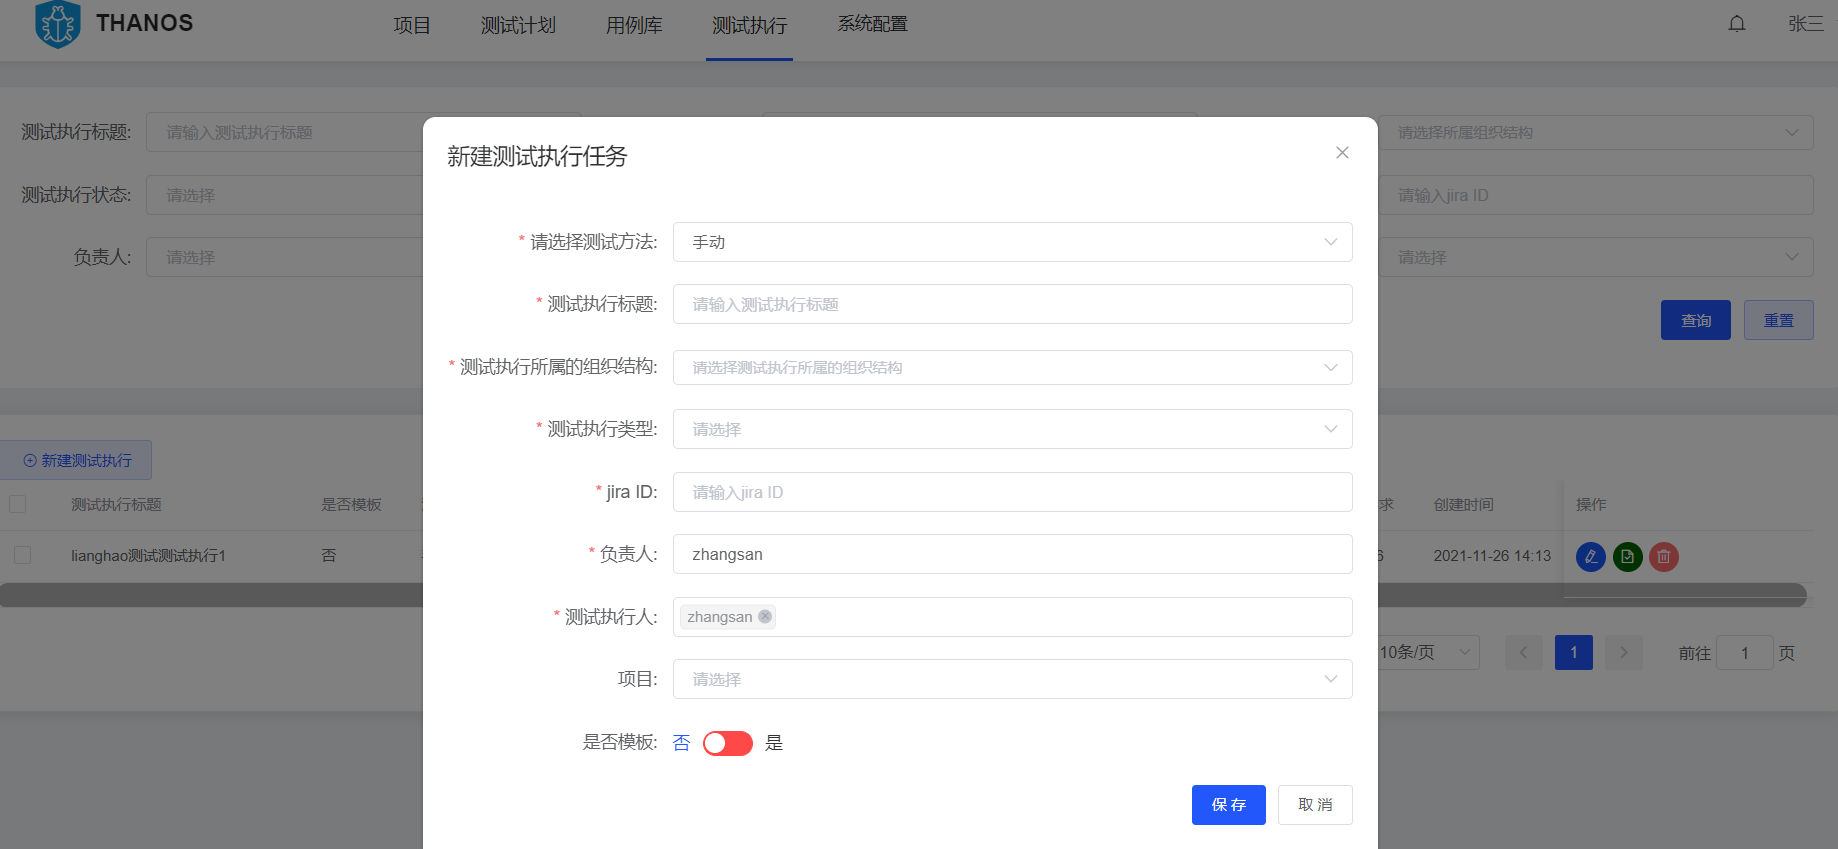 THANOS
项目
测试计划
用例库
测试执行
系统配置
张三
测试执行标题:
请输入测试执行标题
请选择所属组织结构
测试执行状态:
请选择
请输入jira ID
负责人:
请选择
请选择
查询
重置
新建测试执行
测试执行标题
是否模板
求
创建时间
操作
lianghao测试测试执行1
否
6
2021-11-26 14:13
10条/页
1
前往
1
页
新建测试执行任务
* 请选择测试方法:
手动
* 测试执行标题:
请输入测试执行标题
* 测试执行所属的组织结构:
请选择测试执行所属的组织结构
* 测试执行类型:
请选择
* jira ID:
请输入jira ID
* 负责人:
zhangsan
* 测试执行人:
zhangsan
项目:
请选择
是否模板:
否
是
保存
取消